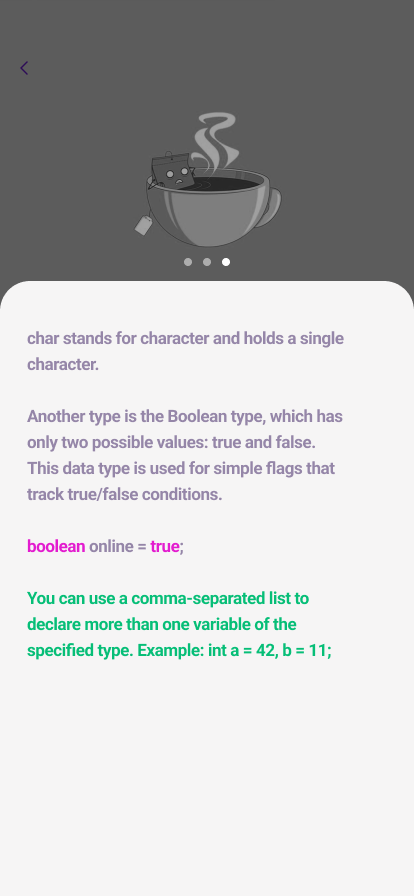 char stands for character and holds a single
character.
Another type is the Boolean type, which has
only two possible values: true and false.
This data type is used for simple flags that
track true/false conditions.
boolean online = true;
You can use a comma-separated list to
declare more than one variable of the
specified type. Example: int a = 42, b = 11;